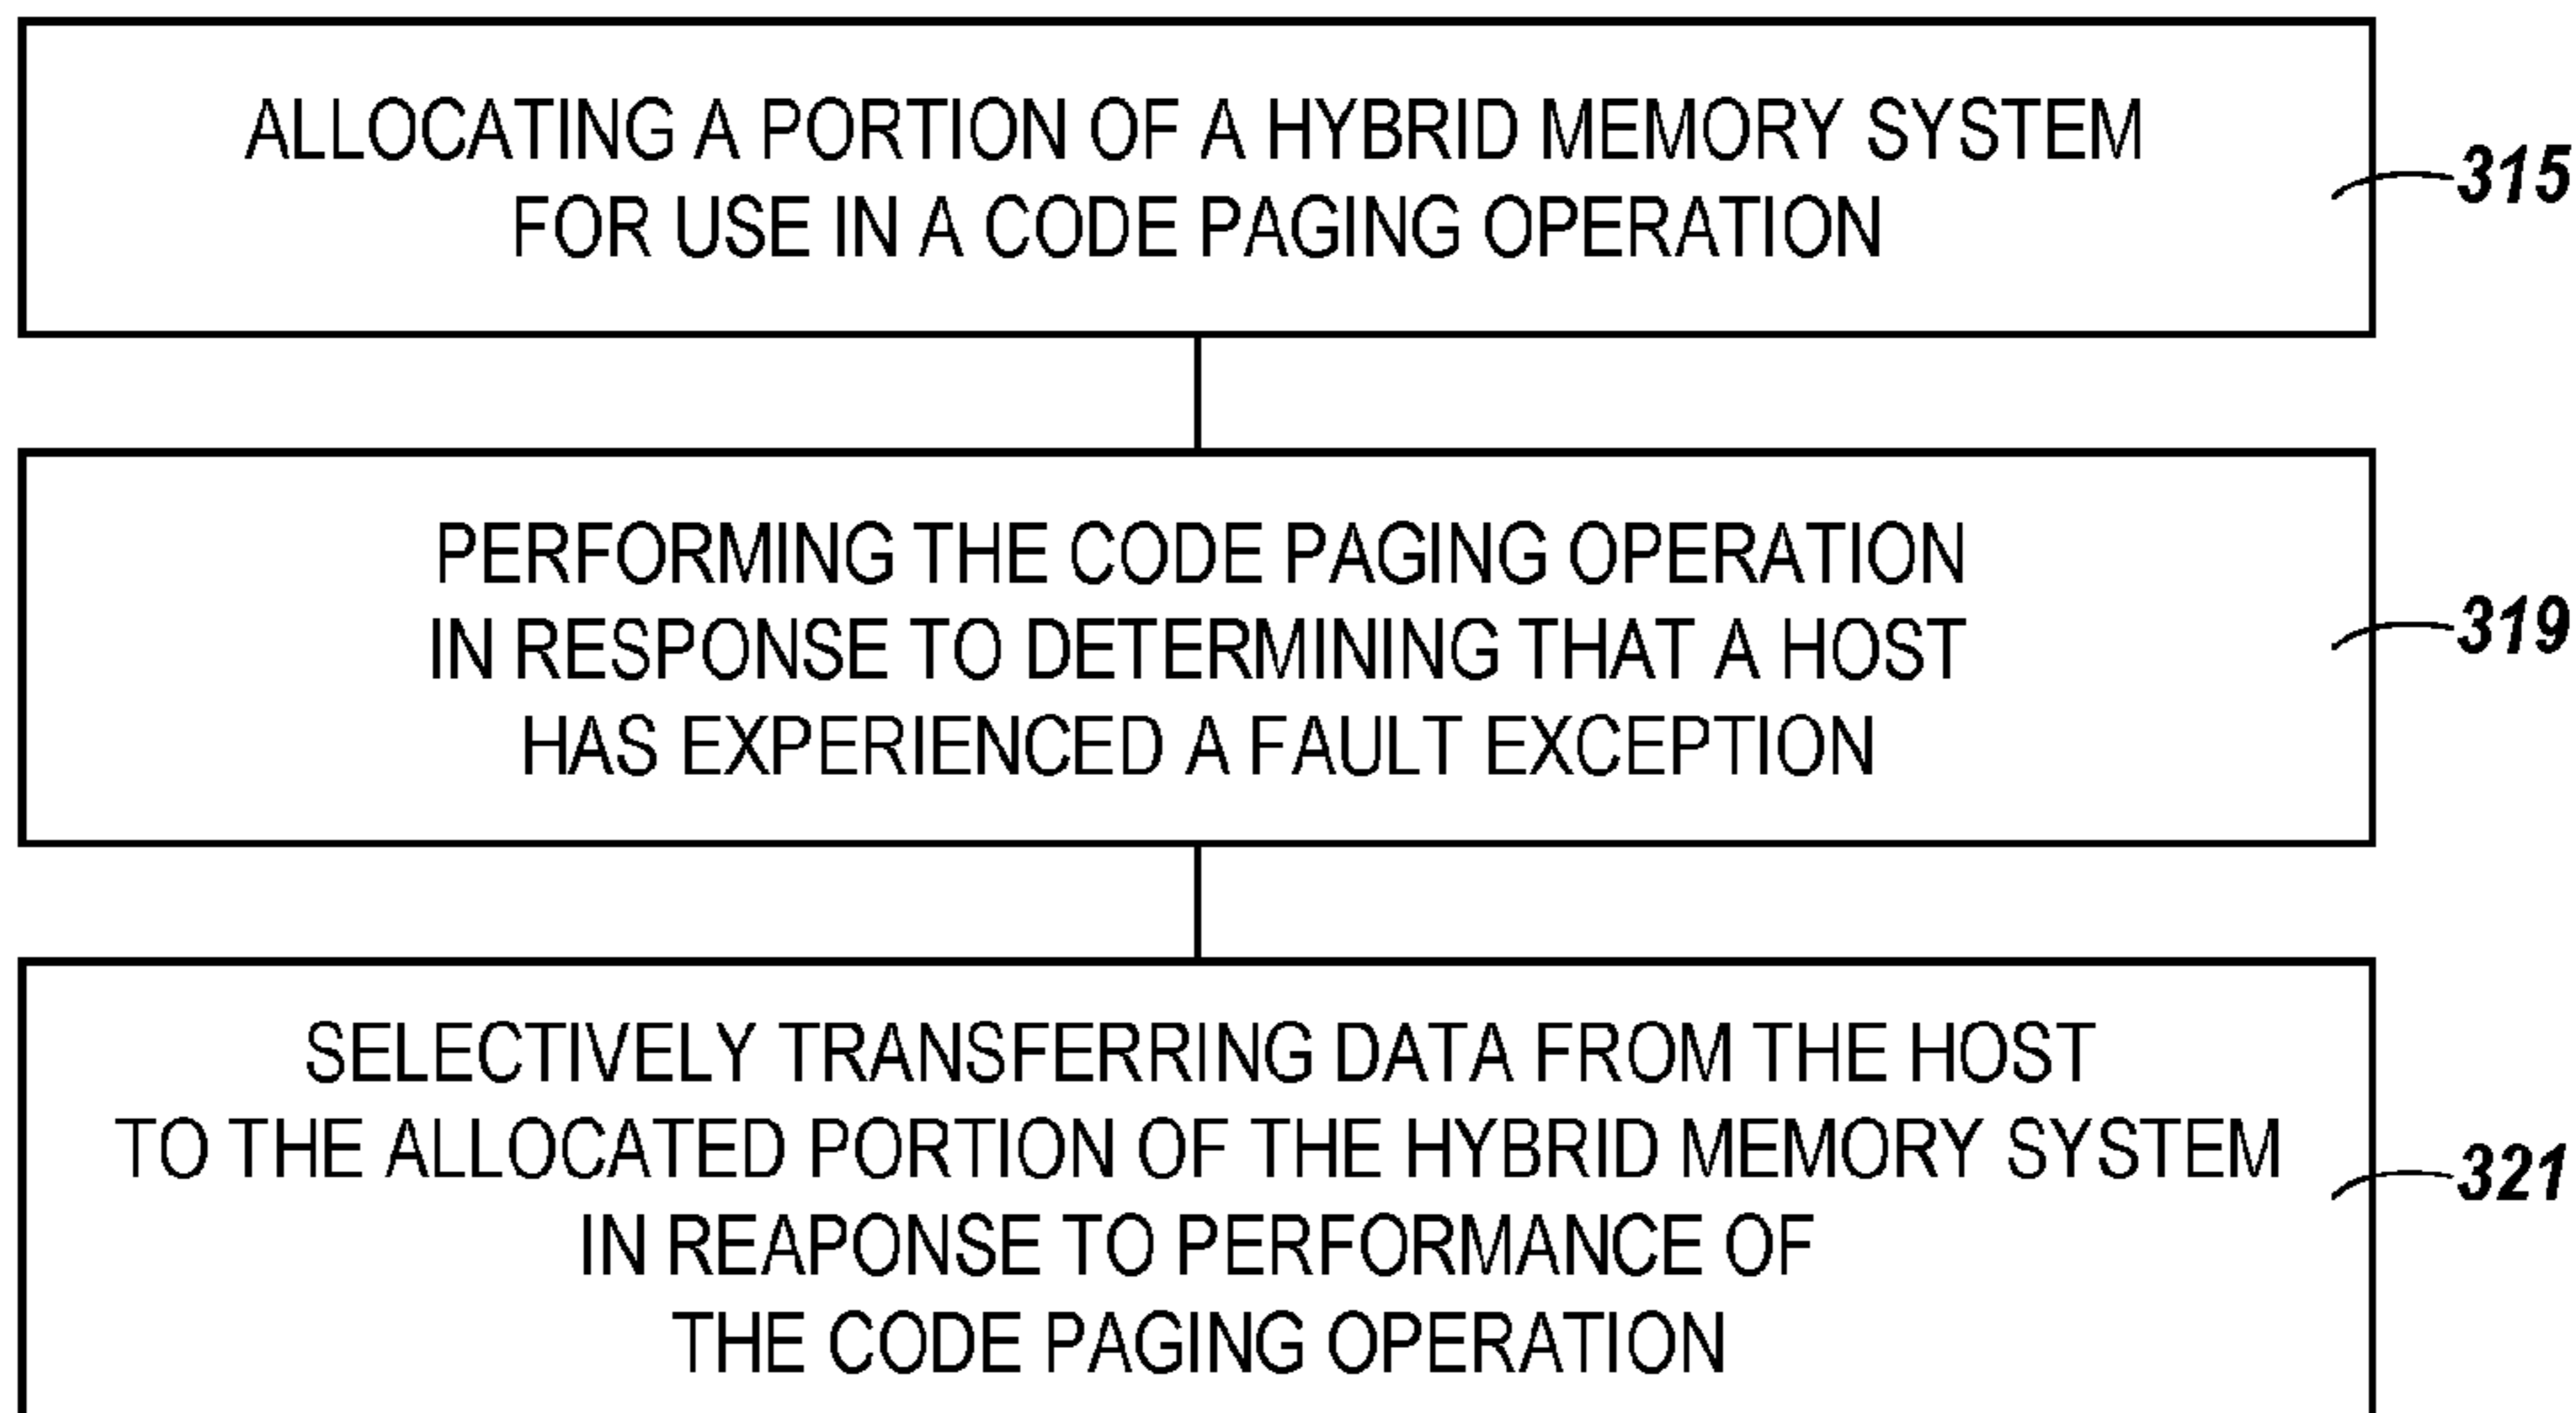 ALLOCATING A PORTION OF A HYBRID MEMORY SYSTEM
FOR USE IN A CODE PAGING OPERATION
315
PERFORMING THE CODE PAGING OPERATION
IN RESPONSE TO DETERMINING THAT A HOST
HAS EXPERIENCED A FAULT EXCEPTION
319
SELECTIVELY TRANSFERRING DATA FROM THE HOST
TO THE ALLOCATED PORTION OF THE HYBRID MEMORY SYSTEM
IN REAPONSE TO PERFORMANCE OF
THE CODE PAGING OPERATION
321